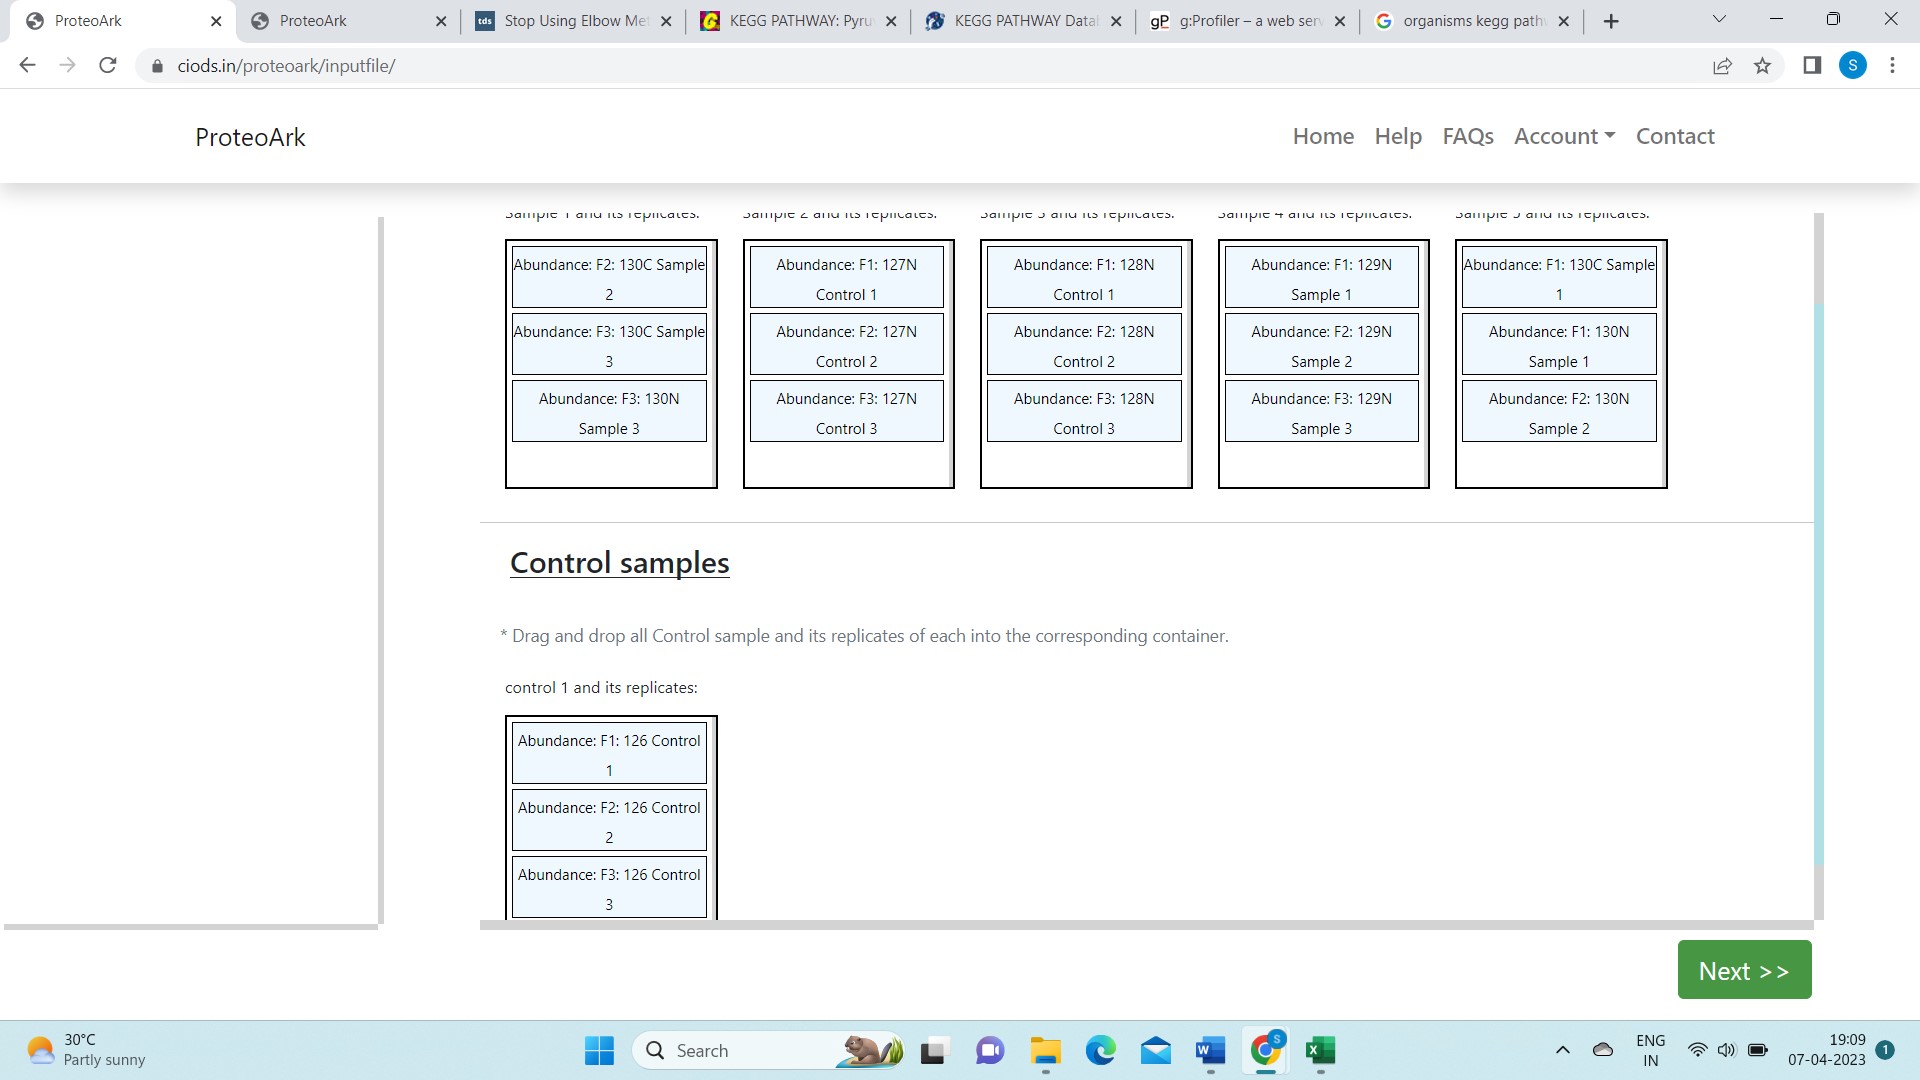 ProteoArk
ProteoArk
Stop Using Elbow Met
KEGG PATHWAY: Pyru
KEGG PATHWAY Datal
gP g:Profiler – a web serv
organisms kegg path
ciods.in/proteoark/inputfile/
S
ProteoArk
Home Help FAQs Account Contact
Sample 1 and its replicates: Sample 2 and its replicates: Sample 3 and its replicates: Sample 4 and its replicates: Sample 5 and its replicates:
Abundance: F2: 130C Sample
2
Abundance: F3: 130C Sample
3
Abundance: F3: 130N
Sample 3
Abundance: F1: 127N
Control 1
Abundance: F2: 127N
Control 2
Abundance: F3: 127N
Control 3
Abundance: F1: 128N
Control 1
Abundance: F2: 128N
Control 2
Abundance: F3: 128N
Control 3
Abundance: F1: 129N
Sample 1
Abundance: F2: 129N
Sample 2
Abundance: F3: 129N
Sample 3
Abundance: F1: 130C Sample
1
Abundance: F1: 130N
Sample 1
Abundance: F2: 130N
Sample 2
Control samples
* Drag and drop all Control sample and its replicates of each into the corresponding container.
control 1 and its replicates:
Abundance: F1: 126 Control
1
Abundance: F2: 126 Control
2
Abundance: F3: 126 Control
3
Next >>
30°C
Partly sunny
Search
ENG
IN
19:09
07-04-2023
1